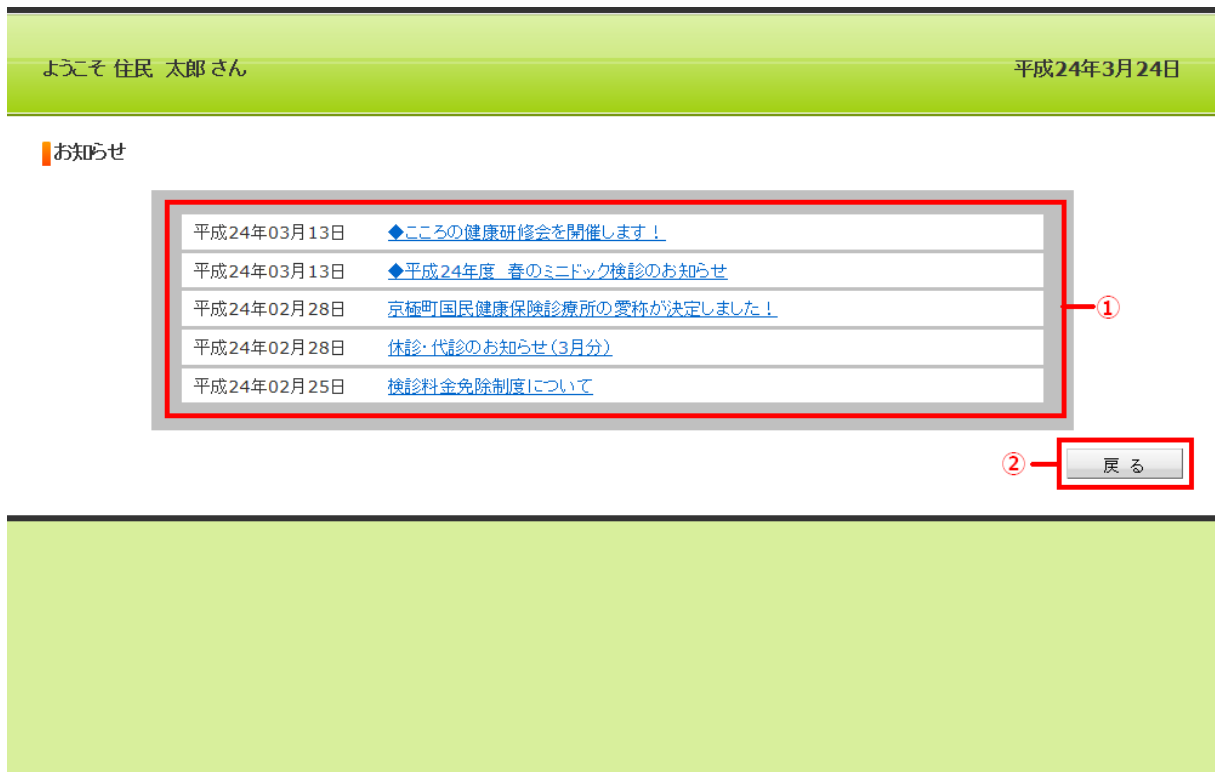 ようこそ 住民 太郎 さん 平成24年3月24日
お知らせ
平成24年03月13日 ◆こころの健康研修会を開催します！
平成24年03月13日 ◆平成24年度 春のミニドック検診のお知らせ
平成24年02月28日 京極町国民健康保険診療所の愛称が決定しました！
①
平成24年02月28日 休診・代診のお知らせ（3月分）
平成24年02月25日 検診料金免除制度について
② 戻 る